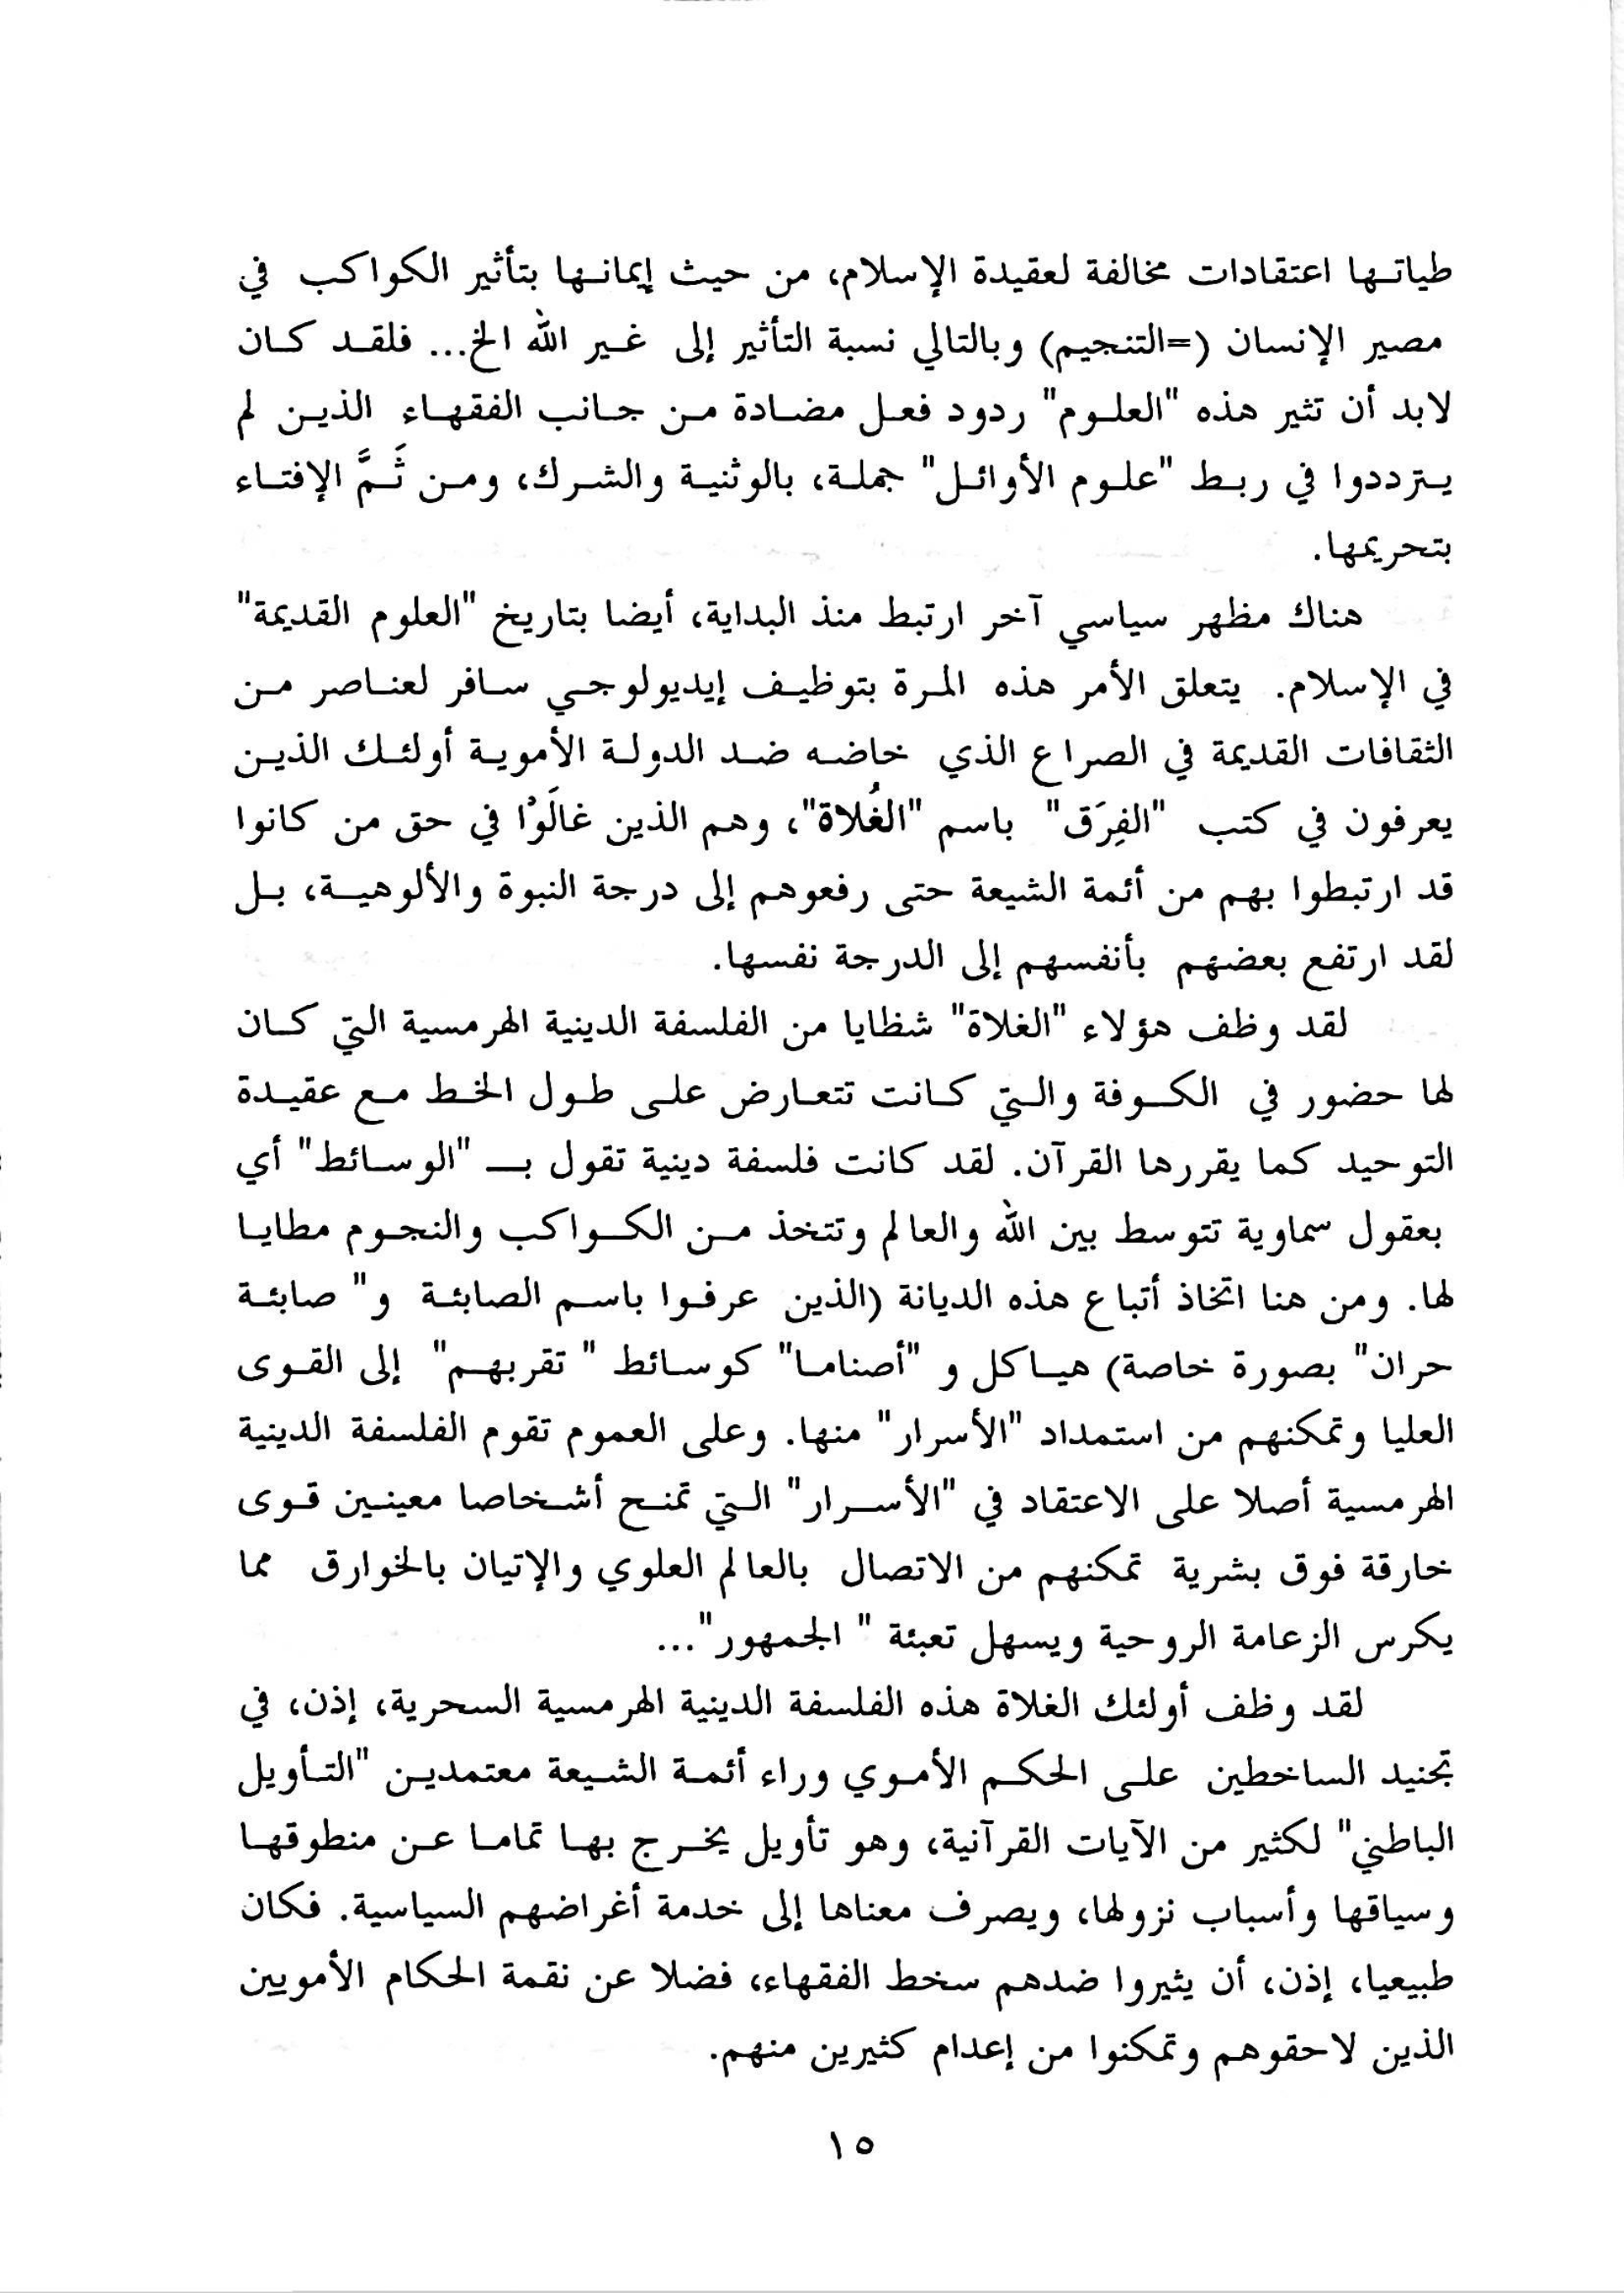 طياتـها اعتقادات مخالفة لعقيدة الإسلام، من حيث إيمانـها بتأثير الكواكب في
مصير الإنسان (=التنجيم) وبالتالي نسبة التأثير إلى غير الله الخ... فلقد كان
لابد أن تثير هذه "العلوم" ردود فعل مضادة من جانب الفقهاء الذين لم
يترددوا في ربط "علوم الأوائل" جملة، بالوثنية والشرك، ومن ثَمَّ الإفتاء
بتحريمها.
هناك مظهر سياسي آخر ارتبط منذ البداية، أيضا بتاريخ "العلوم القديمة"
في الإسلام. يتعلق الأمر هذه المرة بتوظيف إيديولوجي سافر لعناصر من
الثقافات القديمة في الصراع الذي خاضه ضد الدولة الأموية أولئك الذين
يعرفون في كتب "الفِرَق" باسم "الغُلاة"، وهم الذين غالَوْا في حق من كانوا
قد ارتبطوا بهم من أئمة الشيعة حتى رفعوهم إلى درجة النبوة والألوهية، بل
لقد ارتفع بعضهم بأنفسهم إلى الدرجة نفسها.
لقد وظف هؤلاء "الغلاة" شظايا من الفلسفة الدينية الهرمسية التي كان
لها حضور في الكوفة والتي كانت تتعارض على طول الخط مع عقيدة
التوحيد كما يقررها القرآن. لقد كانت فلسفة دينية تقول بـ "الوسائط" أي
بعقول سماوية تتوسط بين الله والعالم وتتخذ من الكواكب والنجوم مطايا
لها. ومن هنا اتخاذ أتباع هذه الديانة (الذين عرفوا باسم الصابئة و" صابئة
حران" بصورة خاصة) هياكل و "أصناما" كوسائط " تقربهم" إلى القوى
العليا وتمكنهم من استمداد "الأسرار" منها. وعلى العموم تقوم الفلسفة الدينية
الهرمسية أصلا على الاعتقاد في "الأسرار" التي تمنح أشخاصا معينين قوى
خارقة فوق بشرية تمكنهم من الاتصال بالعالم العلوي والإتيان بالخوارق مما
يكرس الزعامة الروحية ويسهل تعبئة " الجمهور"...
لقد وظف أولئك الغلاة هذه الفلسفة الدينية الهرمسية السحرية، إذن، في
تجنيد الساخطين على الحكم الأموي وراء أئمة الشيعة معتمدين "التأويل
الباطني" لكثير من الآيات القرآنية، وهو تأويل يخرج بها تماما عن منطوقها
وسياقها وأسباب نزولها، ويصرف معناها إلى خدمة أغراضهم السياسية. فكان
طبيعيا، إذن، أن يثيروا ضدهم سخط الفقهاء، فضلا عن نقمة الحكام الأمويين
الذين لاحقوهم وتمكنوا من إعدام كثيرين منهم.
١٥